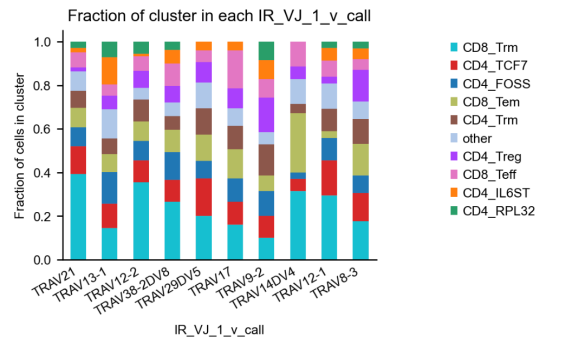 Fraction of cluster in each IR_VJ_1_v_call
Fraction of cells in cluster
1.0
0.8
0.6
0.4
0.2
0.0
TRAV21
TRAV13-1
TRAV12-2
TRAV38-2DV8
TRAV29DV5
TRAV17
TRAV9-2
TRAV14DV4
TRAV12-1
TRAV8-3
IR_VJ_1_v_call
CD8_Trm
CD4_TCF7
CD4_FOSS
CD8_Tem
CD4_Trm
other
CD4_Treg
CD8_Teff
CD4_IL6ST
CD4_RPL32